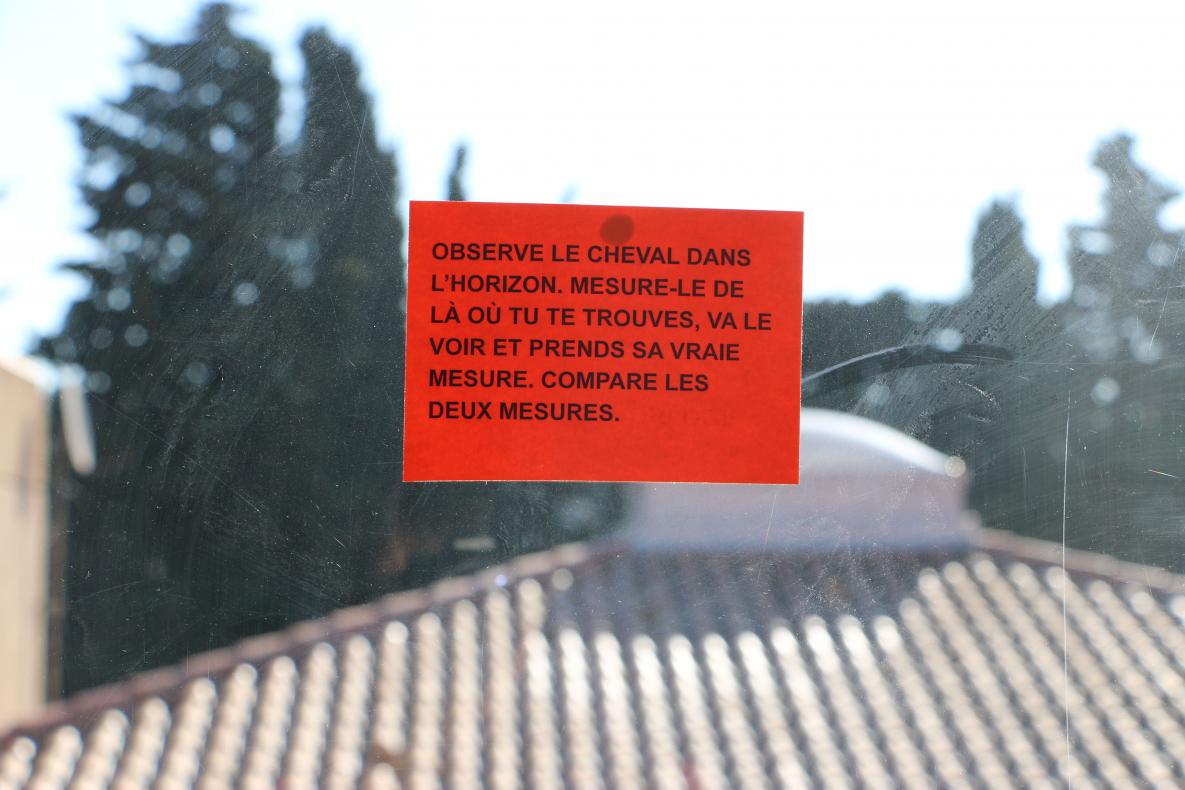 OBSERVE LE CHEVAL DANS
L'HORIZON. MESURE-LE DE
LÀ OÙ TU TE TROUVES, VA LE
VOIR ET PRENDS SA VRAIE
MESURE. COMPARE LES
DEUX MESURES.